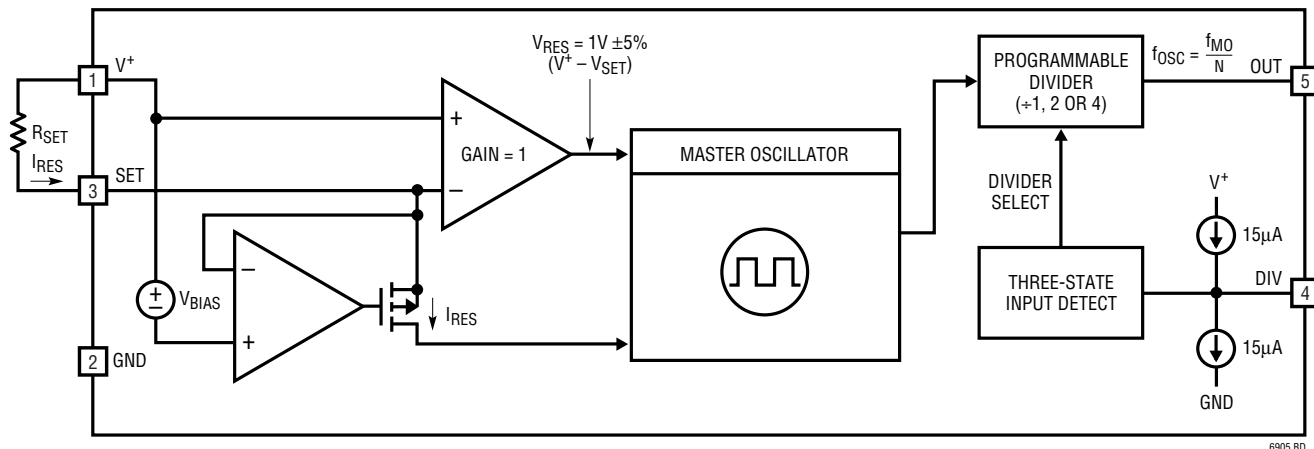 V+
1
RSET
IRES
3
SET
2
GND
VBIAS
+
−
−
+
+
−
GAIN = 1
VRES = 1V ±5%
(V+ – VSET)
IRES
MASTER OSCILLATOR
PROGRAMMABLE
DIVIDER
(÷1, 2 OR 4)
fOSC = fMO
N
OUT
5
DIVIDER
SELECT
THREE-STATE
INPUT DETECT
V+
15µA
DIV
4
15µA
GND
6905 BD